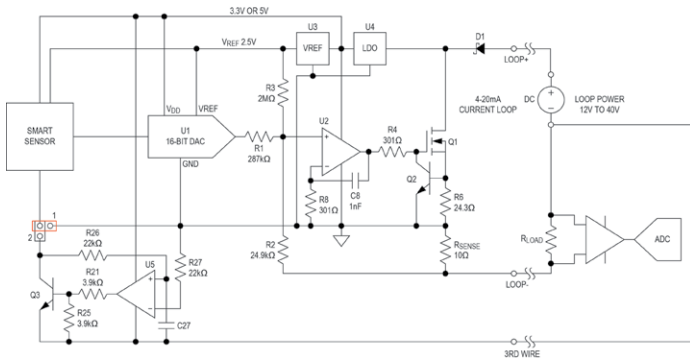 3.3V OR 5V
U3
VREF
U4
LDO
D1
LOOP+
VREF 2.5V
R3
2MΩ
4-20mA
CURRENT LOOP
DC
LOOP POWER
12V TO 40V
SMART
SENSOR
VDD
VREF
U1
16-BIT DAC
GND
R1
287kΩ
U2
R4
301Ω
Q1
Q2
R8
301Ω
C8
1nF
R6
24.3Ω
1
2
R26
22kΩ
R27
22kΩ
R2
24.9kΩ
RSENSE
10Ω
RLOAD
ADC
LOOP-
U5
R21
3.9kΩ
Q3
R25
3.9kΩ
C27
3RD WIRE